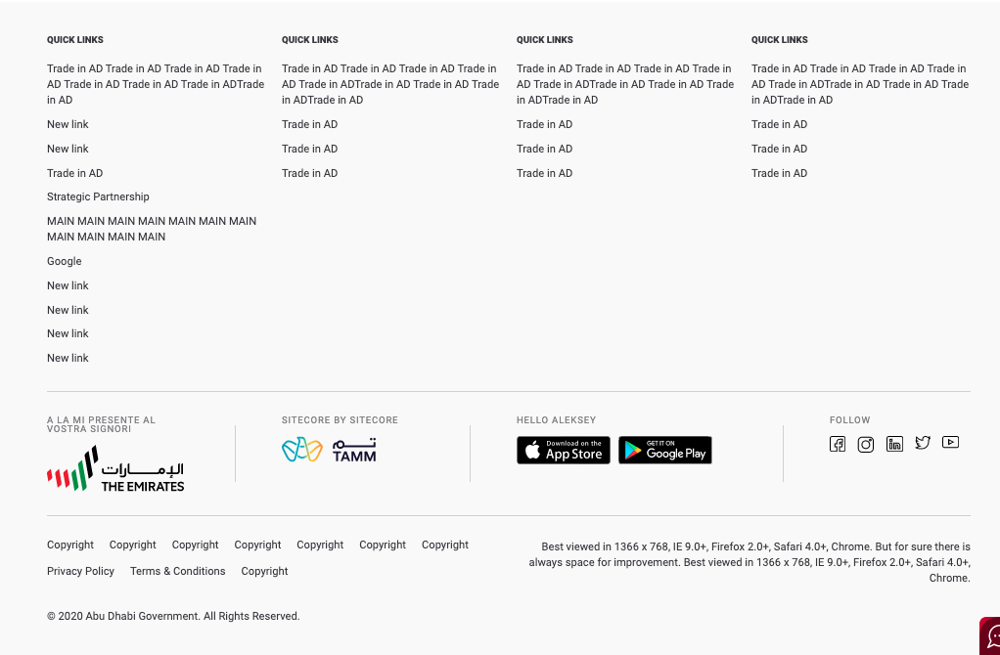 QUICK LINKS
Trade in AD Trade in AD Trade in AD Trade in
AD Trade in AD Trade in AD Trade in ADTrade
in AD
New link
New link
Trade in AD
Strategic Partnership
MAIN MAIN MAIN MAIN MAIN MAIN MAIN
MAIN MAIN MAIN MAIN
Google
New link
New link
New link
New link
QUICK LINKS
Trade in AD Trade in AD Trade in AD Trade in
AD Trade in ADTrade in AD Trade in AD Trade
in ADTrade in AD
Trade in AD
Trade in AD
Trade in AD
QUICK LINKS
Trade in AD Trade in AD Trade in AD Trade in
AD Trade in ADTrade in AD Trade in AD Trade
in ADTrade in AD
Trade in AD
Trade in AD
Trade in AD
QUICK LINKS
Trade in AD Trade in AD Trade in AD Trade in
AD Trade in ADTrade in AD Trade in AD Trade
in ADTrade in AD
Trade in AD
Trade in AD
Trade in AD
A LA MI PRESENTE AL
VOSTRA SIGNORI
الإمارات
THE EMIRATES
SITECORE BY SITECORE
تم
TAMM
HELLO ALEKSEY
Download on the
App Store
GET IT ON
Google Play
FOLLOW
Copyright Copyright Copyright Copyright Copyright Copyright Copyright
Privacy Policy Terms & Conditions Copyright
Best viewed in 1366 x 768, IE 9.0+, Firefox 2.0+, Safari 4.0+, Chrome. But for sure there is
always space for improvement. Best viewed in 1366 x 768, IE 9.0+, Firefox 2.0+, Safari 4.0+,
Chrome.
© 2020 Abu Dhabi Government. All Rights Reserved.